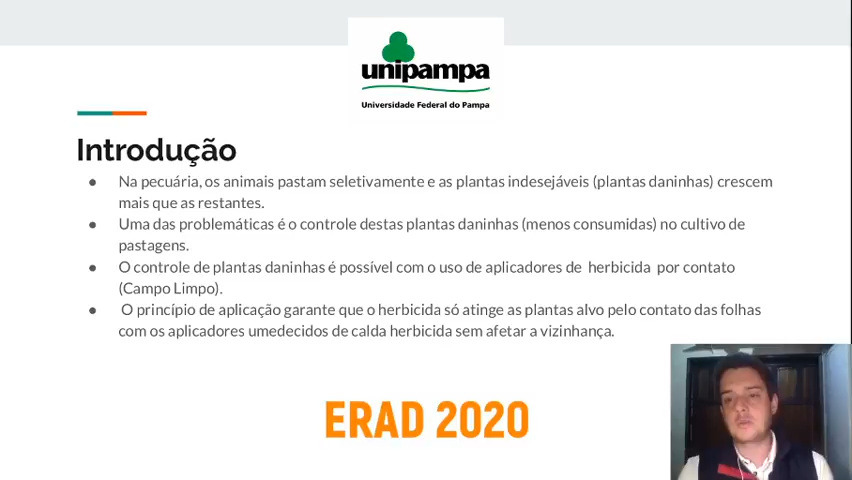 unipampa
Universidade Federal do Pampa
Introdução
● Na pecuária, os animais pastam seletivamente e as plantas indesejáveis (plantas daninhas) crescem
mais que as restantes.
● Uma das problemáticas é o controle destas plantas daninhas (menos consumidas) no cultivo de
pastagens.
● O controle de plantas daninhas é possível com o uso de aplicadores de herbicida por contato
(Campo Limpo).
● O princípio de aplicação garante que o herbicida só atinge as plantas alvo pelo contato das folhas
com os aplicadores umedecidos de calda herbicida sem afetar a vizinhança.
ERAD 2020